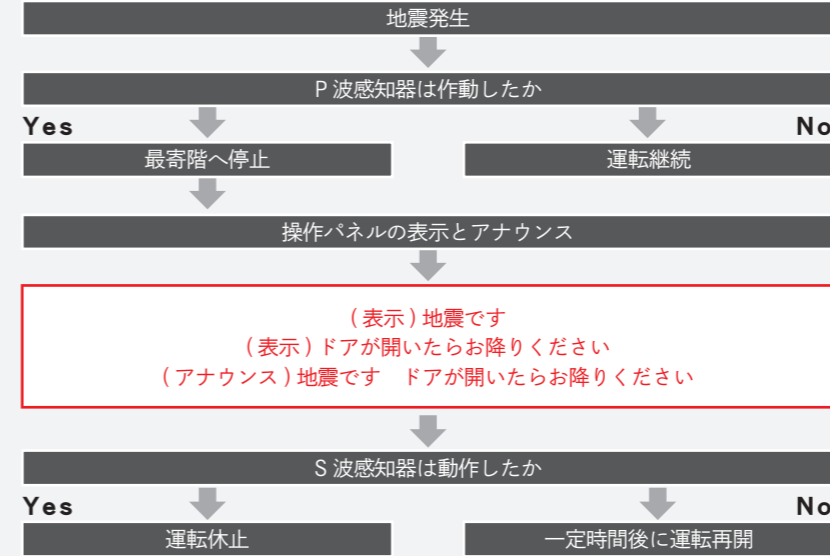 地震発生
P波感知器は作動したか
Yes
No
最寄階へ停止
運転継続
操作パネルの表示とアナウンス
(表示)地震です
(表示)ドアが開いたらお降りください
(アナウンス)地震です　ドアが開いたらお降りください
S波感知器は動作したか
Yes
No
運転休止
一定時間後に運転再開